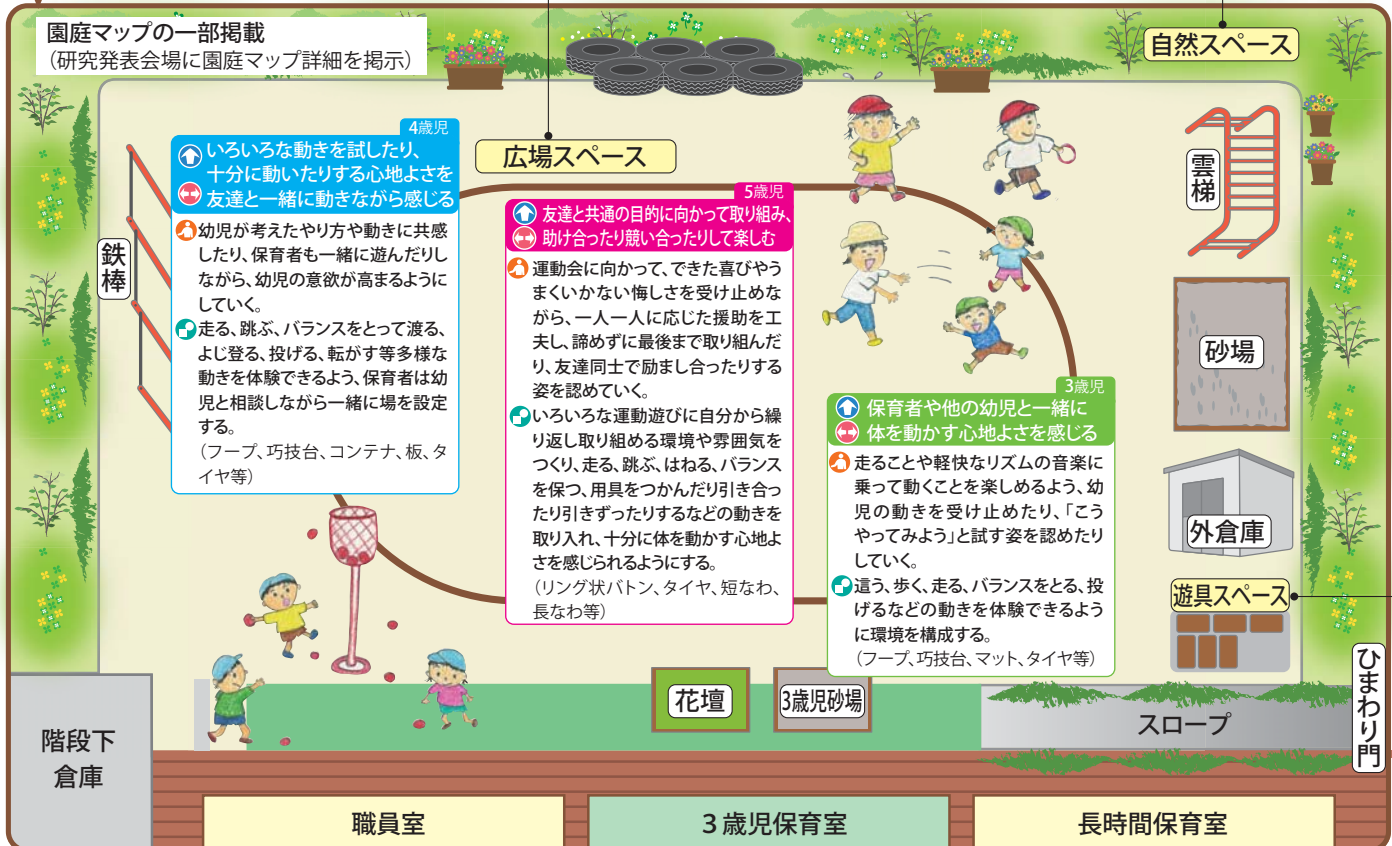 園庭マップの一部掲載
（研究発表会場に園庭マップ詳細を掲示）
自然スペース
広場スペース
鉄棒
雲梯
砂場
外倉庫
遊具スペース
ひまわり門
4歳児
いろいろな動きを試したり、
十分に動いたりする心地よさを
友達と一緒に動きながら感じる
幼児が考えたやり方や動きに共感
したり、保育者も一緒に遊んだりし
ながら、幼児の意欲が高まるように
していく。
走る、跳ぶ、バランスをとって渡る、
よじ登る、投げる、転がす等多様な
動きを体験できるよう、保育者は幼
児と相談しながら一緒に場を設定
する。
（フープ、巧技台、コンテナ、板、タ
イヤ等）
5歳児
友達と共通の目的に向かって取り組み、
助け合ったり競い合ったりして楽しむ
運動会に向かって、できた喜びやう
まくいかない悔しさを受け止めな
がら、一人一人に応じた援助を工
夫し、諦めずに最後まで取り組んだ
り、友達同士で励まし合ったりする
姿を認めていく。
いろいろな運動遊びに自分から繰
り返し取り組める環境や雰囲気を
つくり、走る、跳ぶ、はねる、バランス
を保つ、用具をつかんだり引き合っ
たり引きずったりするなどの動きを
取り入れ、十分に体を動かす心地よ
さを感じられるようにする。
（リング状バトン、タイヤ、短なわ、
長なわ等）
3歳児
保育者や他の幼児と一緒に
体を動かす心地よさを感じる
走ることや軽快なリズムの音楽に
乗って動くことを楽しめるよう、幼
児の動きを受け止めたり、「こう
やってみよう」と試す姿を認めたり
していく。
這う、歩く、走る、バランスをとる、投
げるなどの動きを体験できるよう
に環境を構成する。
（フープ、巧技台、マット、タイヤ等）
花壇
3歳児砂場
スロープ
階段下
倉庫
職員室
３歳児保育室
長時間保育室